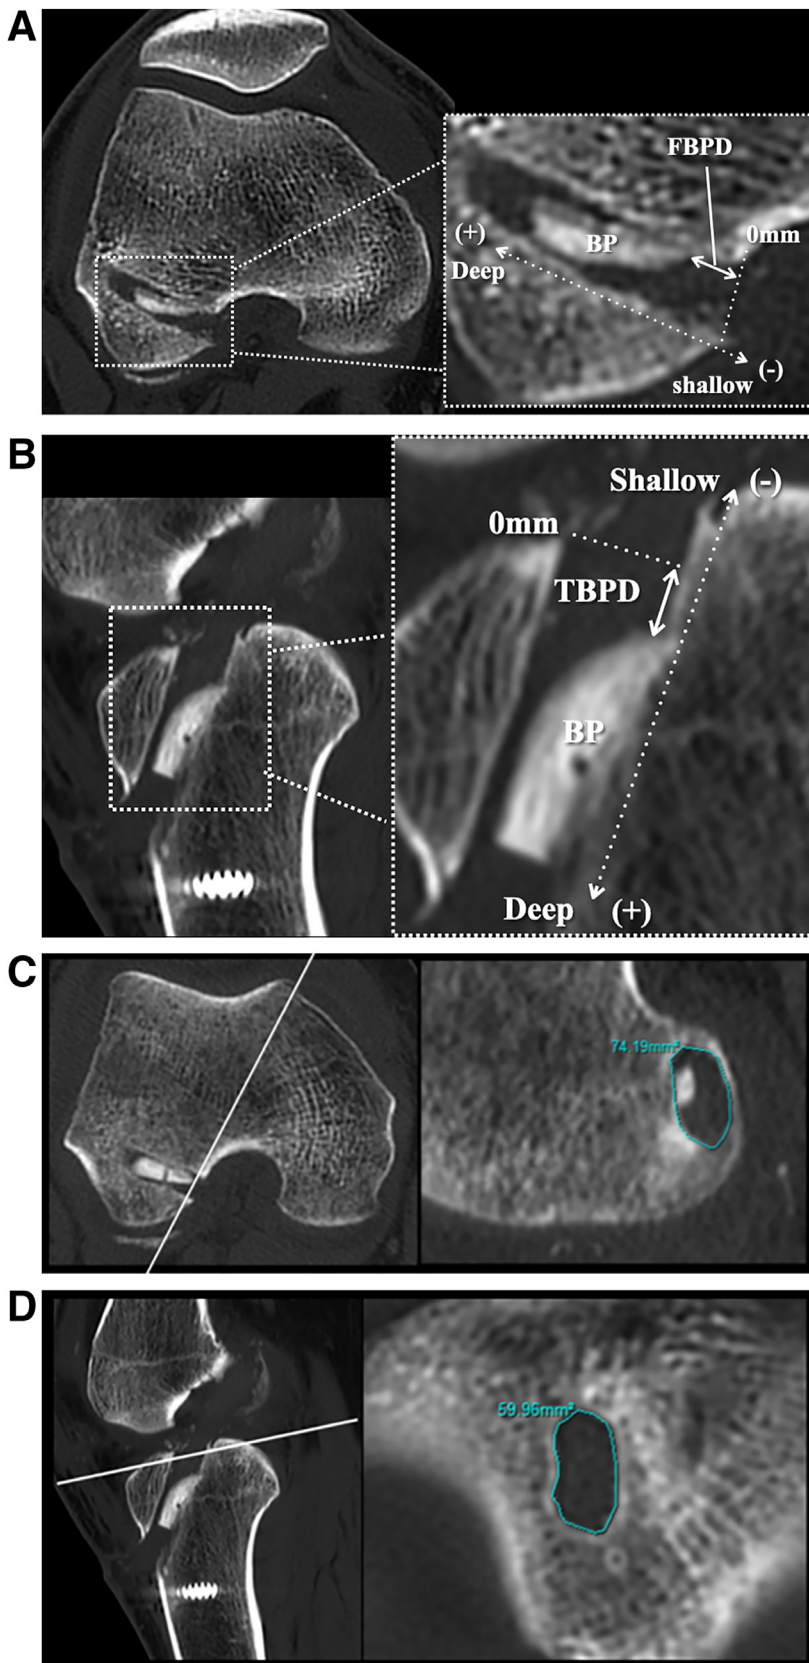 A
FBPD
(+)
BP
0mm
Deep
(-)
shallow
B
Shallow (-)
0mm
TBPD
BP
Deep (+)
C
74.19mm²
D
59.96mm²